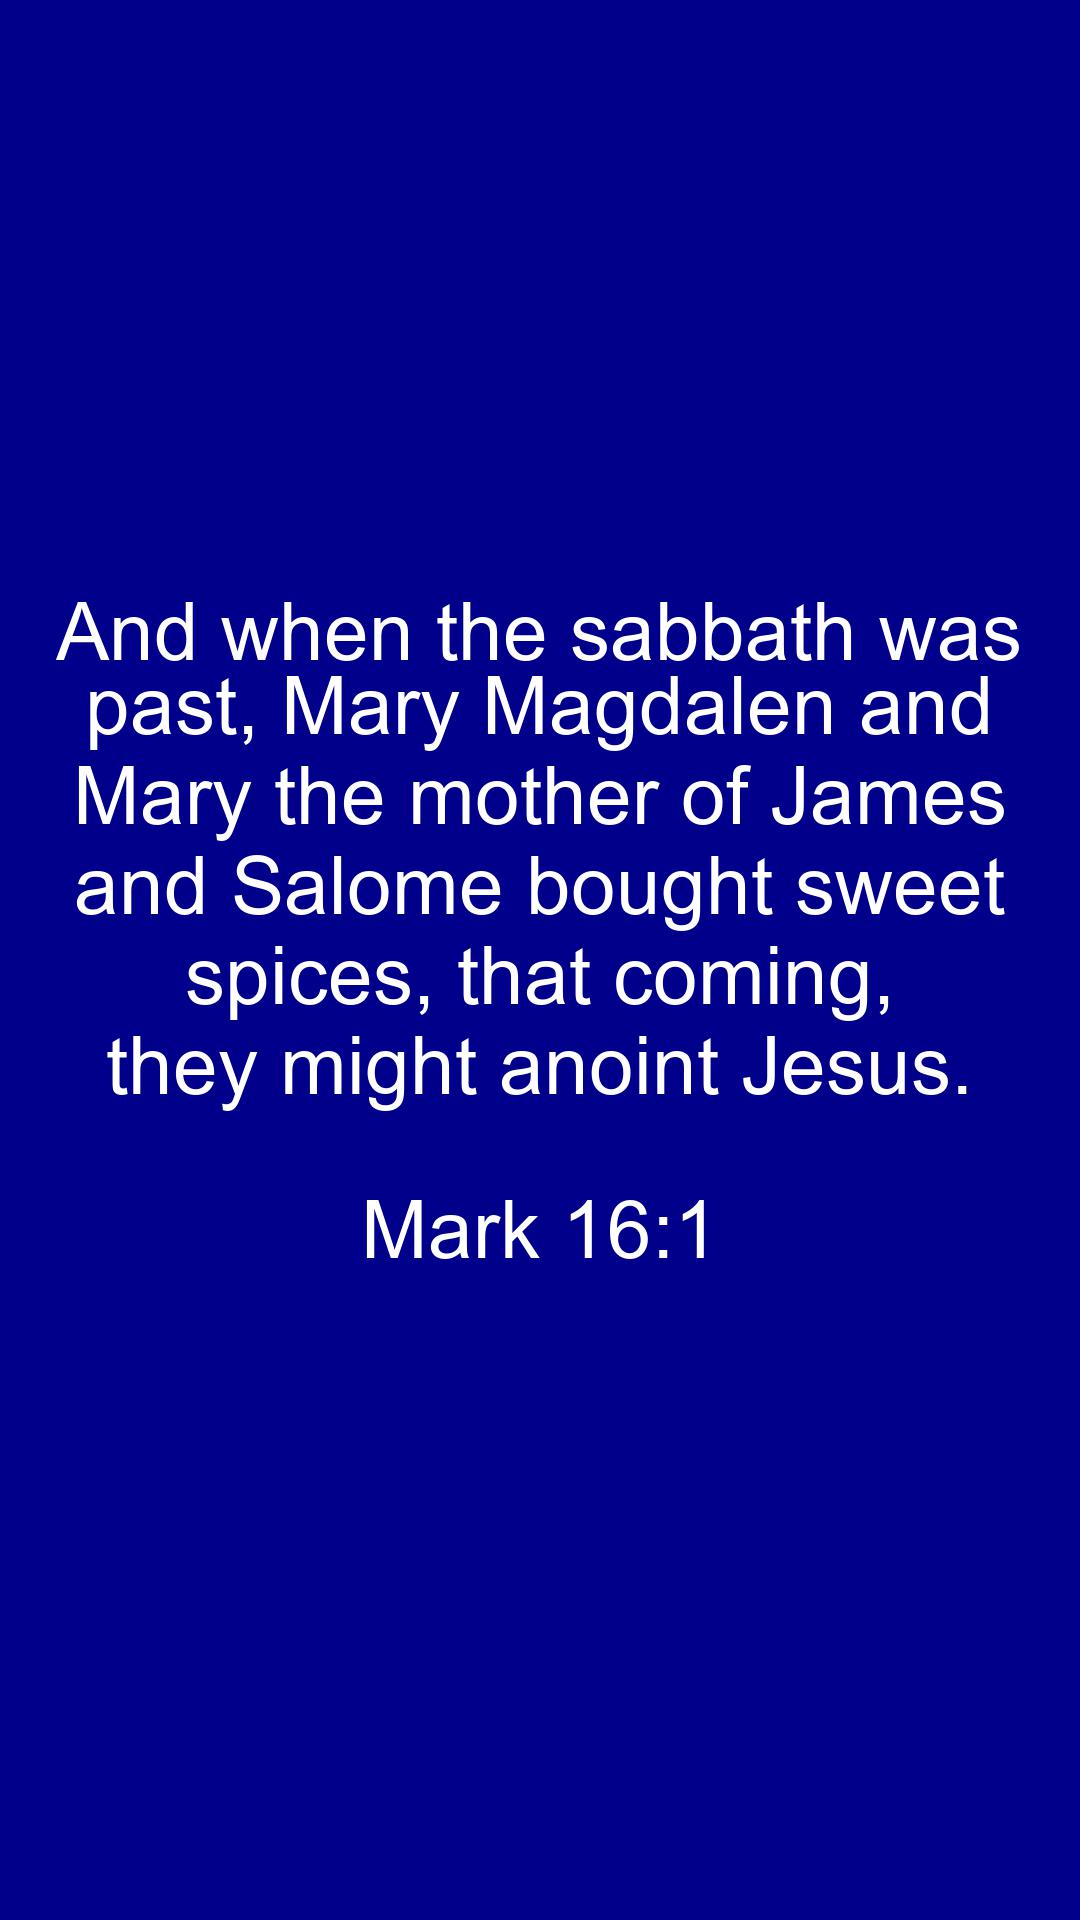 And when the sabbath was
past, Mary Magdalen and
Mary the mother of James
and Salome bought sweet
spices, that coming,
they might anoint Jesus.
Mark 16:1